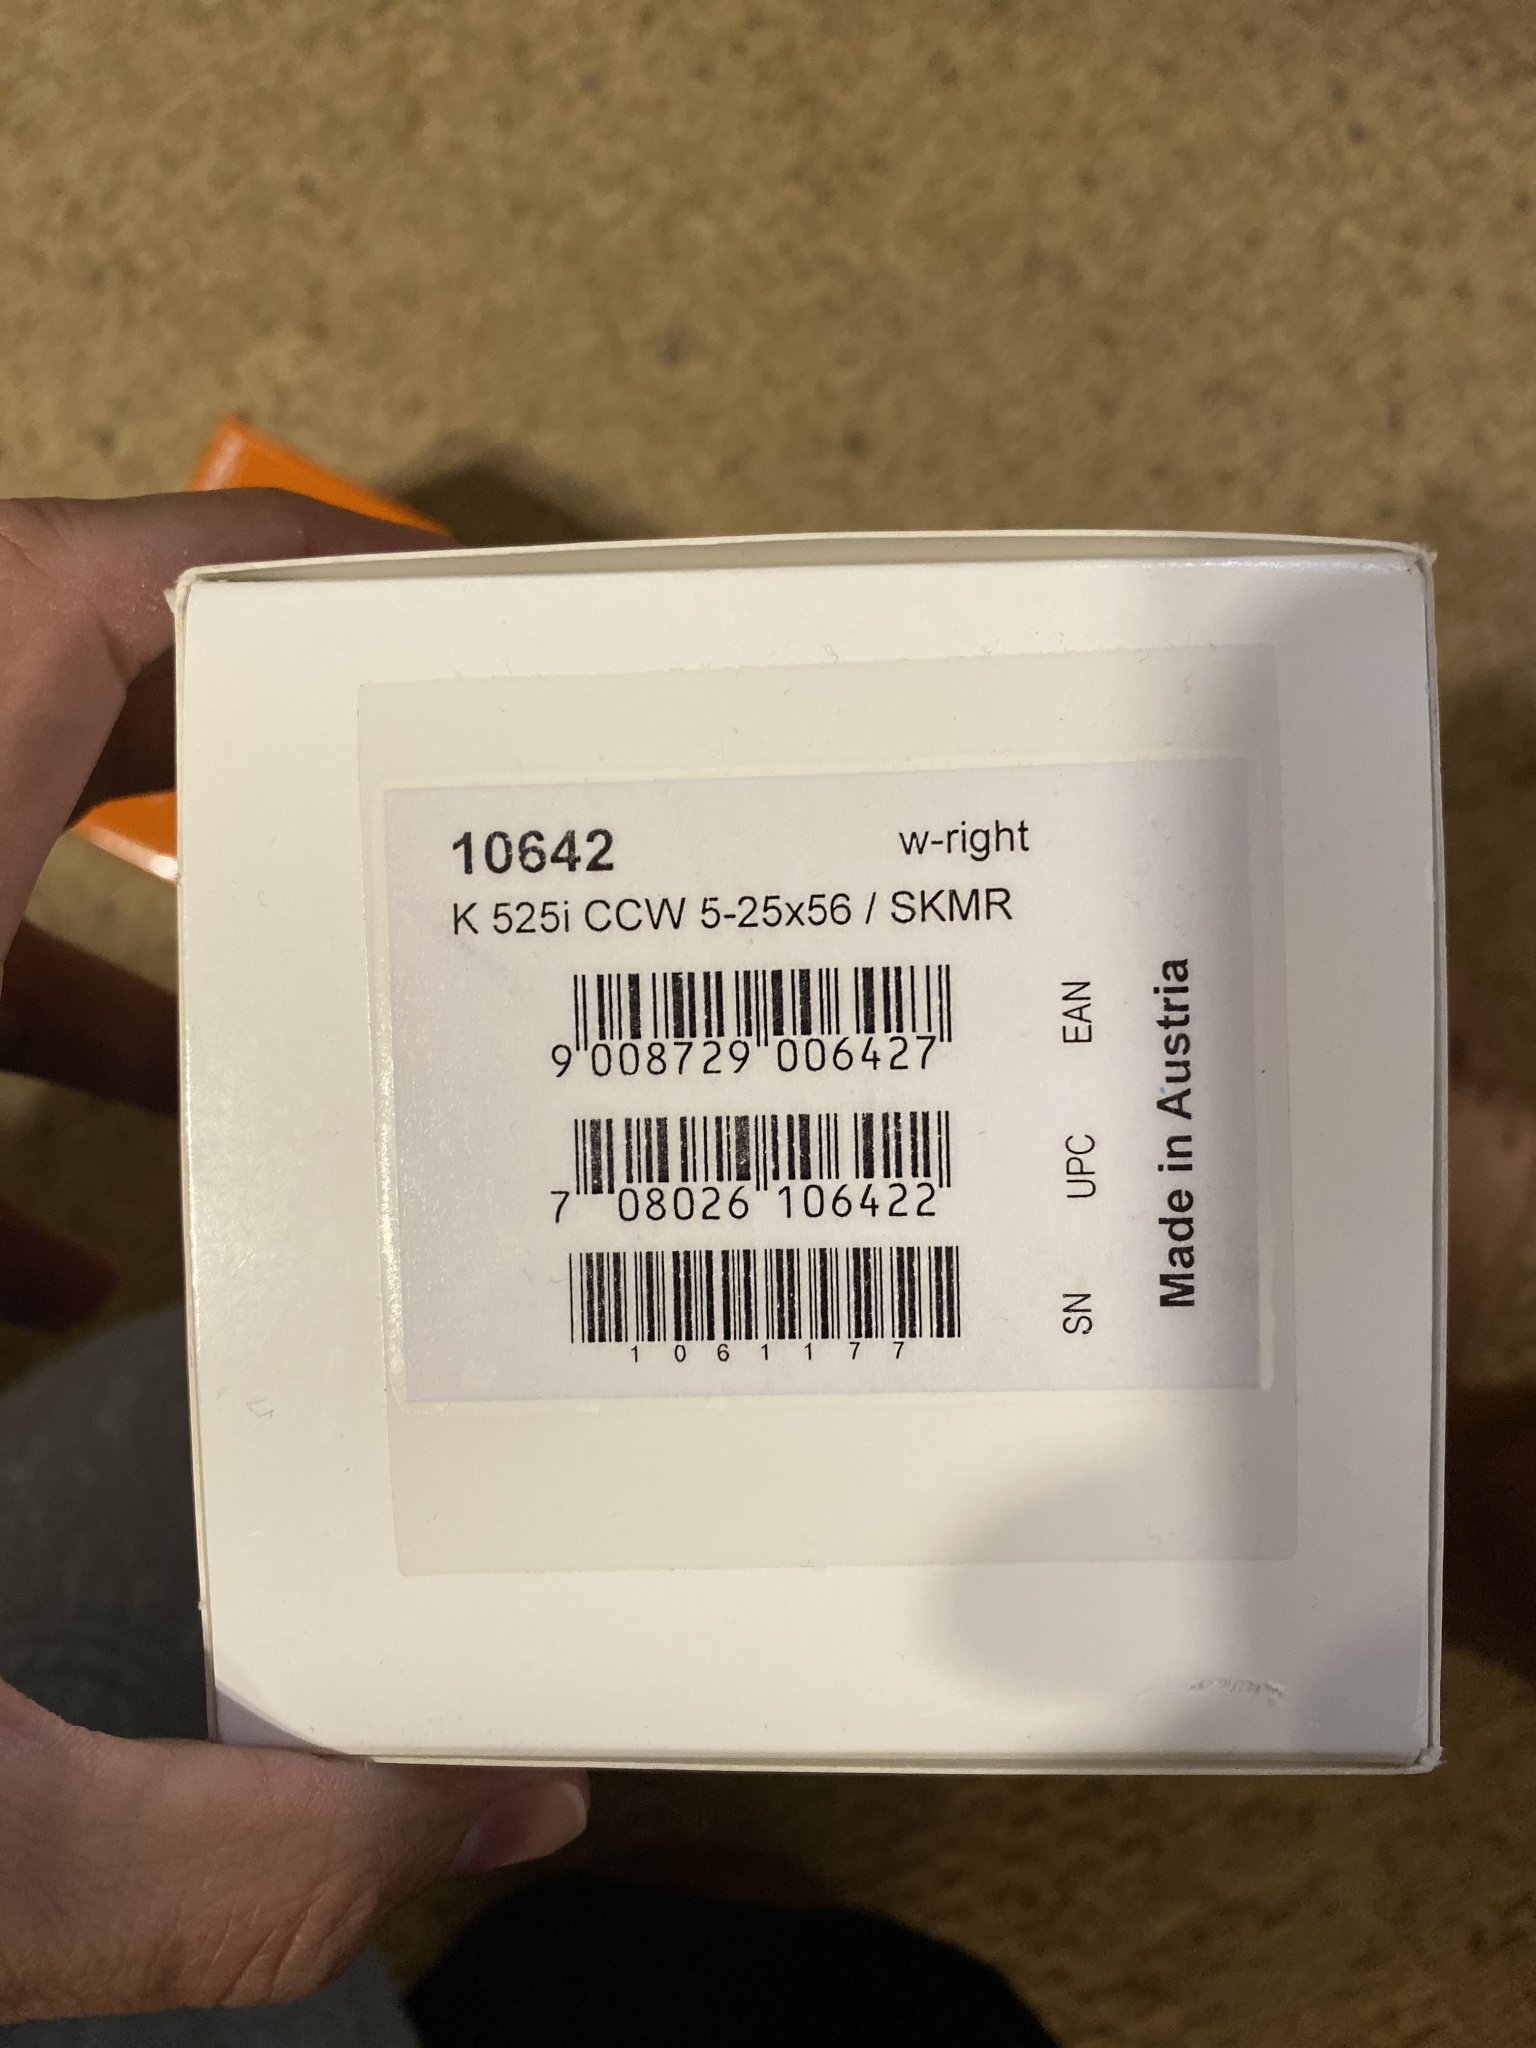 10642 w-right
K 525i CCW 5-25x56 / SKMR
9 008729 006427 EAN
7 08026 106422 UPC
1061177 SN
Made in Austria